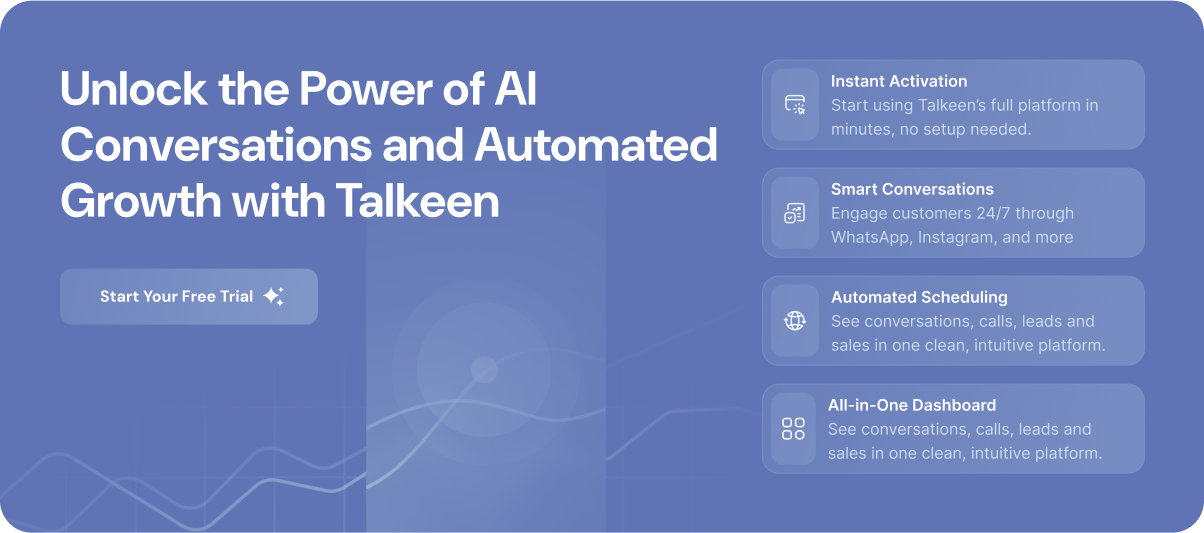 Unlock the Power of AI
Conversations and Automated
Growth with Talkeen
Start Your Free Trial
Instant Activation
Start using Talkeen’s full platform in
minutes, no setup needed.
Smart Conversations
Engage customers 24/7 through
WhatsApp, Instagram, and more
Automated Scheduling
See conversations, calls, leads and
sales in one clean, intuitive platform.
All-in-One Dashboard
See conversations, calls, leads and
sales in one clean, intuitive platform.